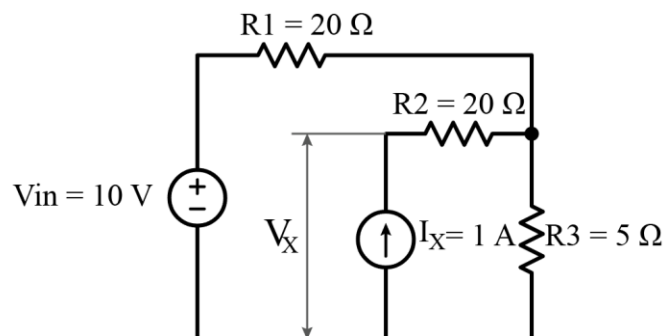 R1 = 20 Ω
R2 = 20 Ω
Vin = 10 V
+
−
Vx
Ix= 1 A
R3 = 5 Ω